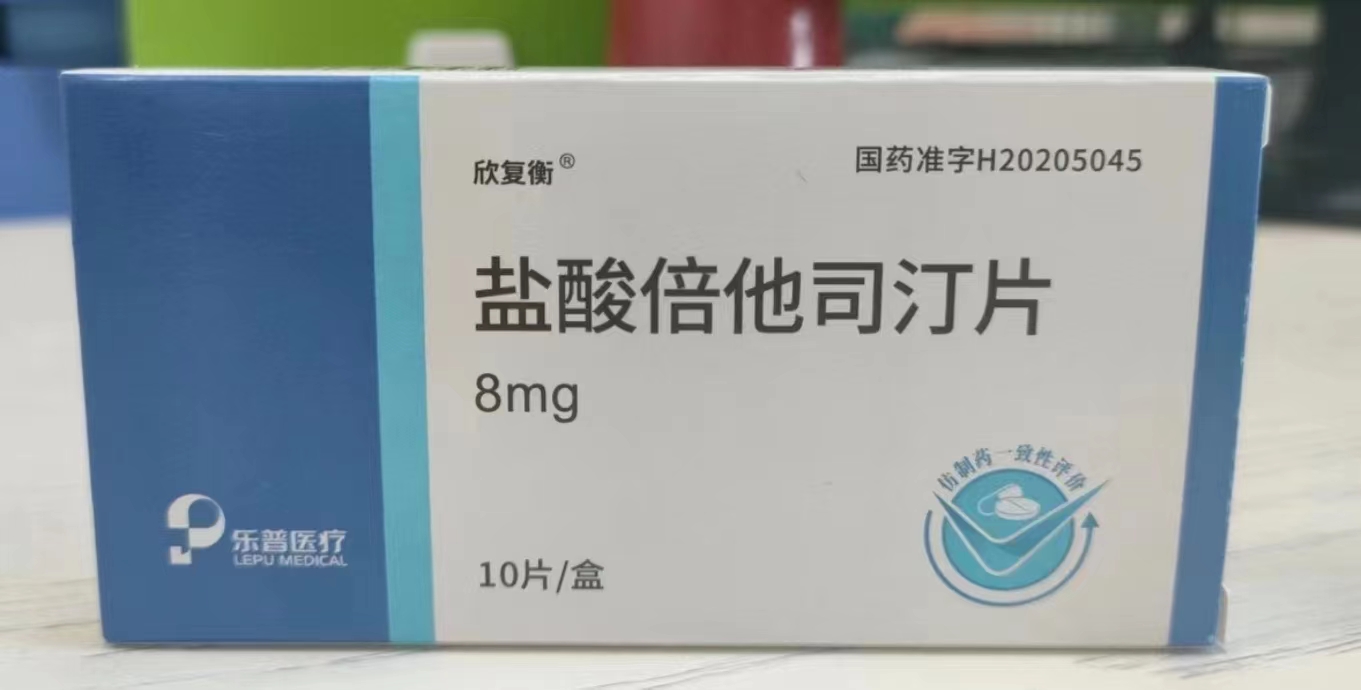 欣复衡®
国药准字H20205045
盐酸倍他司汀片
8mg
仿制药一致性评价
乐普医疗
LEPU MEDICAL
10片/盒